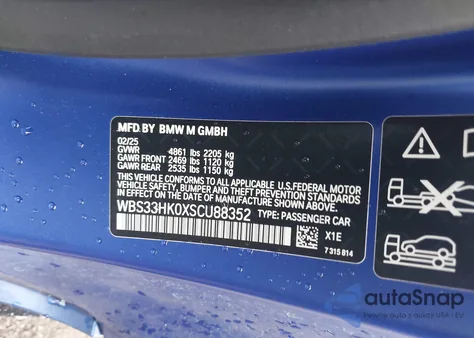 MFD.BY BMW M GMBH
02/25
GVWR 4861 lbs 2205 kg
GAWR FRONT 2469 lbs 1120 kg
GAWR REAR 2535 lbs 1150 kg
THIS VEHICLE CONFORMS TO ALL APPLICABLE U.S.FEDERAL MOTOR
VEHICLE SAFETY, BUMPER, AND THEFT PREVENTION STANDARDS
IN EFFECT ON THE DATE OF MANUFACTURE SHOWN ABOVE.
WBS33HK0XSCU88352 TYPE: PASSENGER CAR
X1E
7 315 814
autoSnap